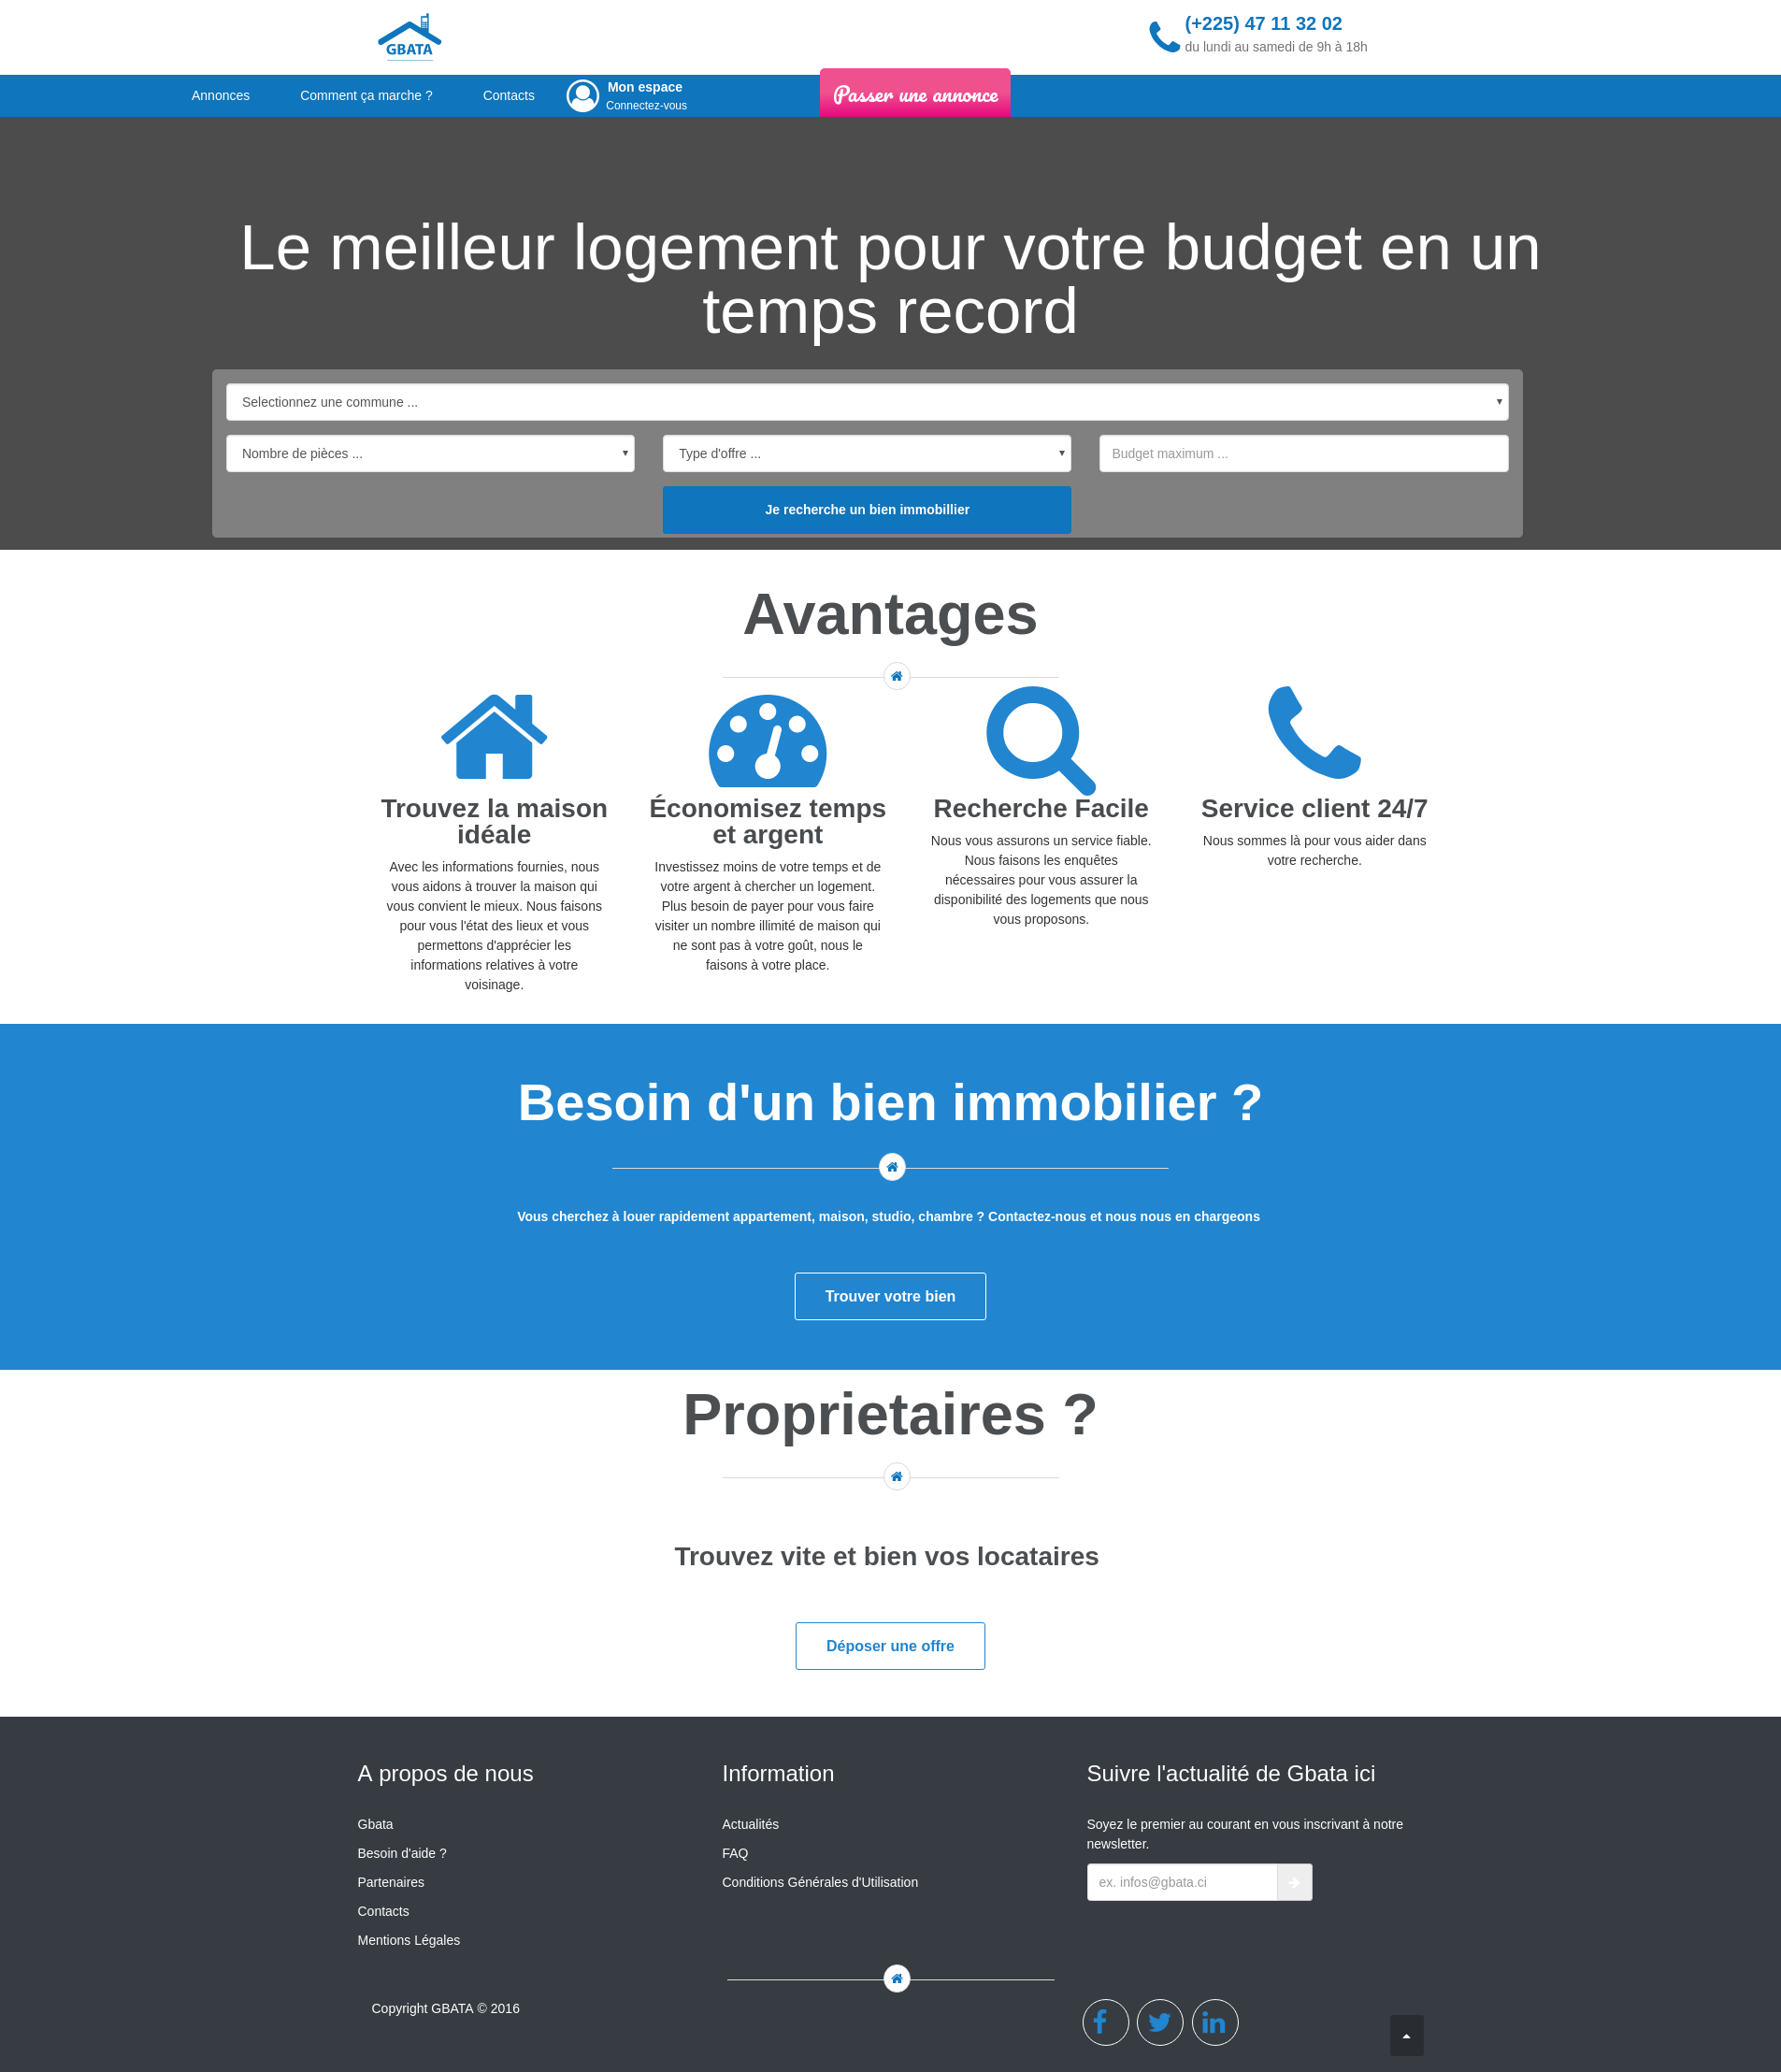 GBATA
(+225) 47 11 32 02
du lundi au samedi de 9h à 18h
Annonces
Comment ça marche ?
Contacts
Mon espace
Connectez-vous
Passer une annonce
Le meilleur logement pour votre budget en un
temps record
Selectionnez une commune ...
Nombre de pièces ...
Type d'offre ...
Budget maximum ...
Je recherche un bien immobillier
Avantages
Trouvez la maison
idéale
Avec les informations fournies, nous
vous aidons à trouver la maison qui
vous convient le mieux. Nous faisons
pour vous l'état des lieux et vous
permettons d'apprécier les
informations relatives à votre
voisinage.
Économisez temps
et argent
Investissez moins de votre temps et de
votre argent à chercher un logement.
Plus besoin de payer pour vous faire
visiter un nombre illimité de maison qui
ne sont pas à votre goût, nous le
faisons à votre place.
Recherche Facile
Nous vous assurons un service fiable.
Nous faisons les enquêtes
nécessaires pour vous assurer la
disponibilité des logements que nous
vous proposons.
Service client 24/7
Nous sommes là pour vous aider dans
votre recherche.
Besoin d'un bien immobilier ?
Vous cherchez à louer rapidement appartement, maison, studio, chambre ? Contactez-nous et nous nous en chargeons
Trouver votre bien
Proprietaires ?
Trouvez vite et bien vos locataires
Déposer une offre
A propos de nous
Gbata
Besoin d'aide ?
Partenaires
Contacts
Mentions Légales
Information
Actualités
FAQ
Conditions Générales d'Utilisation
Suivre l'actualité de Gbata ici
Soyez le premier au courant en vous inscrivant à notre
newsletter.
ex. infos@gbata.ci
Copyright GBATA © 2016